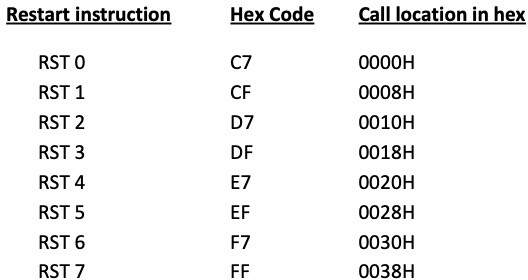 Restart instruction Hex Code Call location in hex
RST 0 C7 0000H
RST 1 CF 0008H
RST 2 D7 0010H
RST 3 DF 0018H
RST 4 E7 0020H
RST 5 EF 0028H
RST 6 F7 0030H
RST 7 FF 0038H